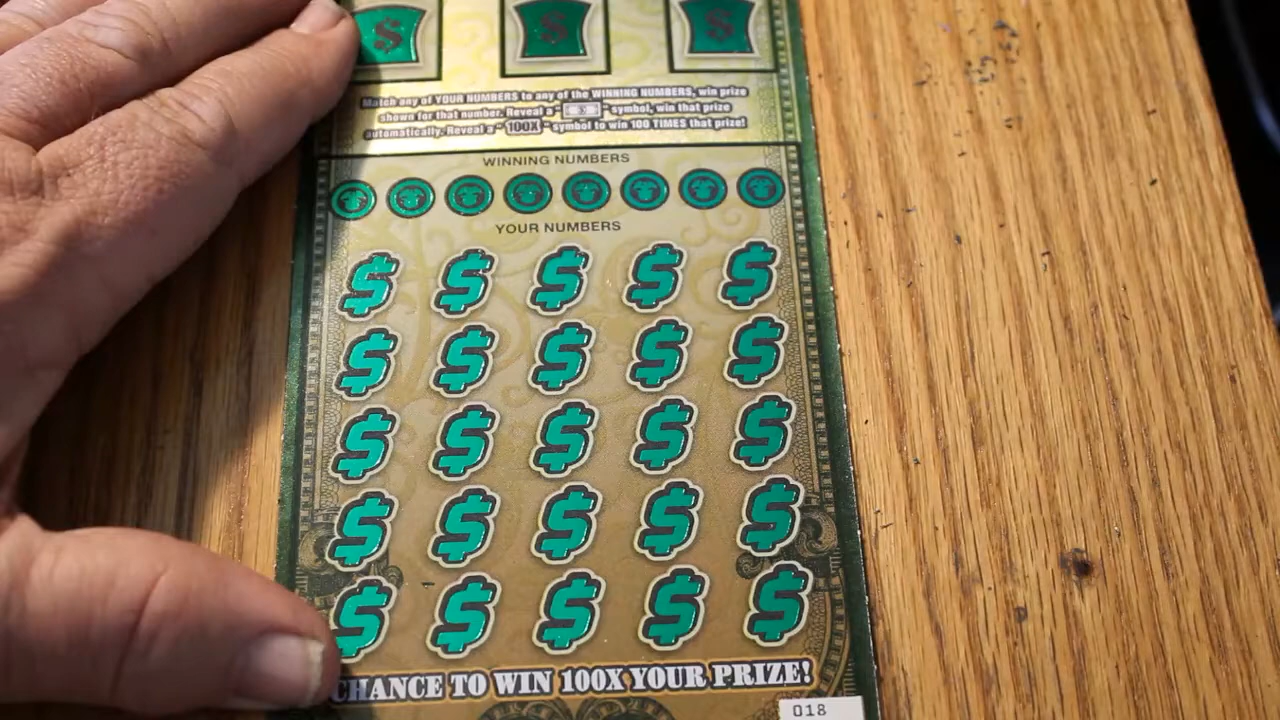 $ $ $
Match any of YOUR NUMBERS to any of the WINNING NUMBERS, win prize
shown for that number. Reveal a " " symbol, win that prize
automatically. Reveal a " 100X " symbol to win 100 TIMES that prize!
WINNING NUMBERS
YOUR NUMBERS
$ $ $ $ $
$ $ $ $ $
$ $ $ $ $
$ $ $ $ $
$ $ $ $ $
CHANCE TO WIN 100X YOUR PRIZE!
018